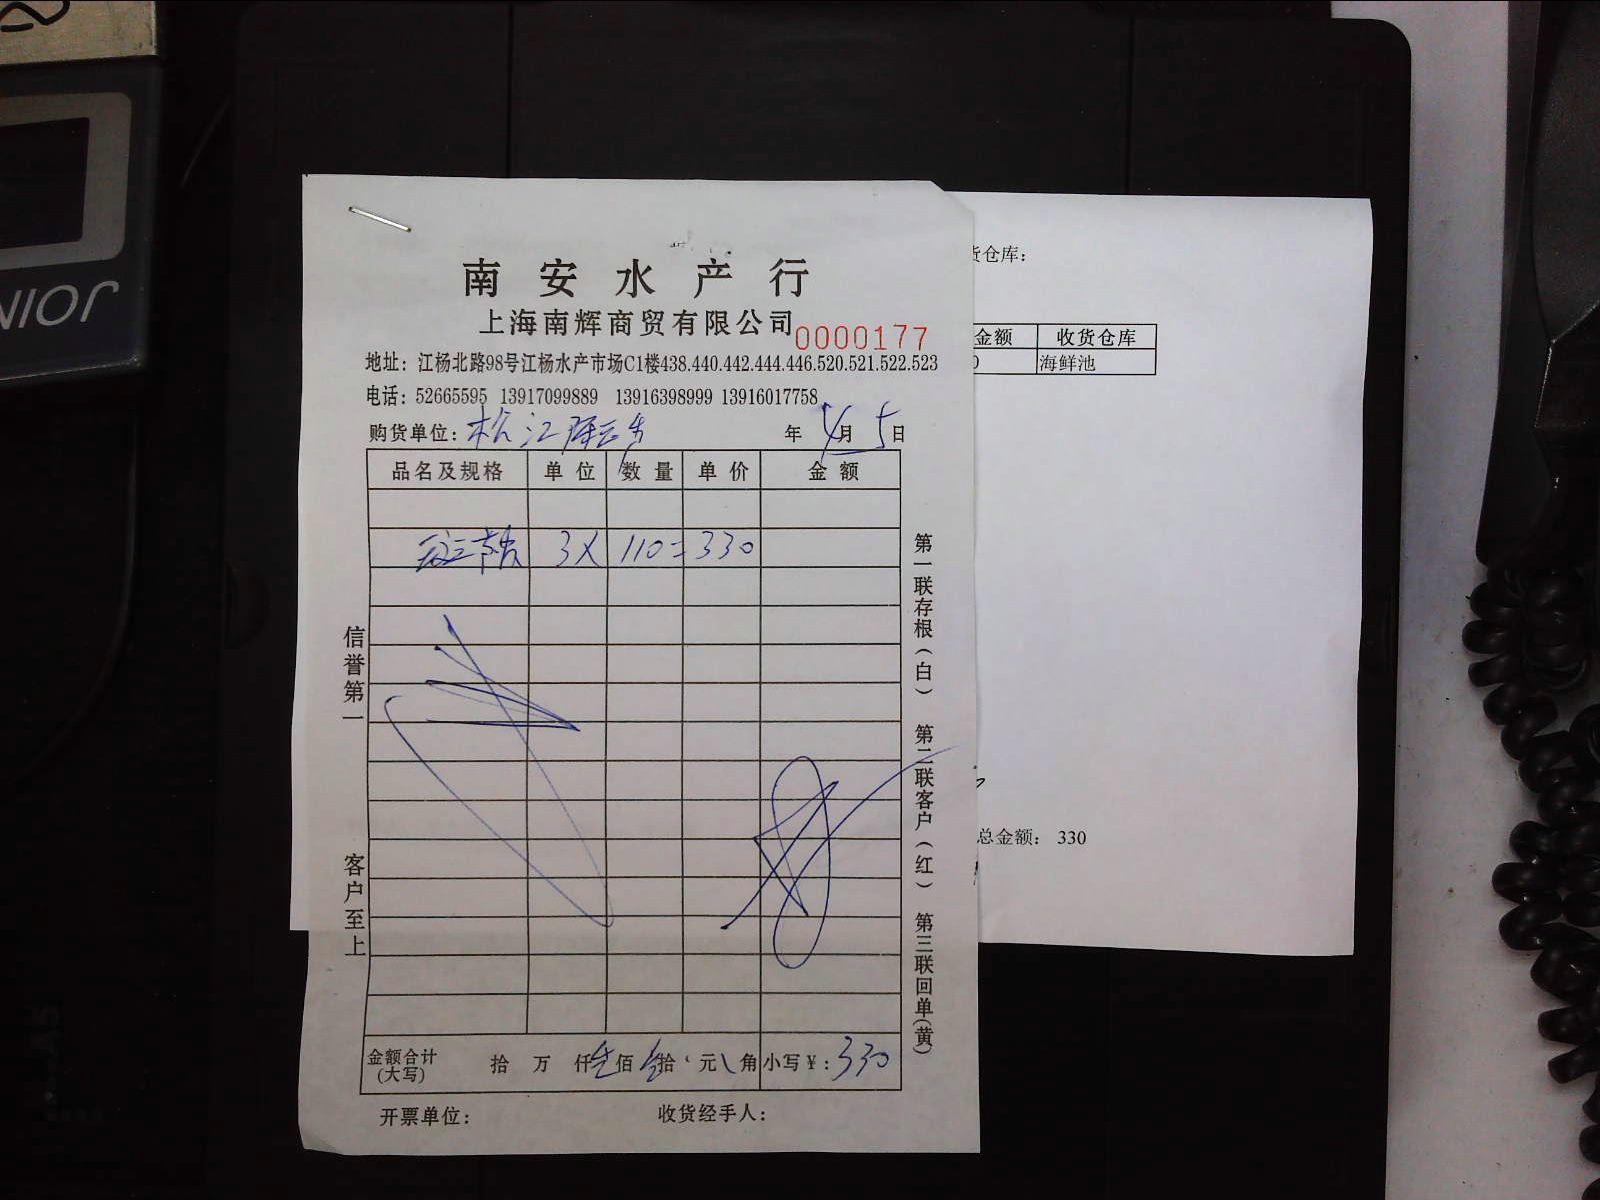 南安水产行
上海南辉商贸有限公司 0000177
地址：江杨北路98号江杨水产市场C1楼438.440.442.444.446.520.521.522.523
电话：52665595 13917099889 13916398999 13916017758
购货单位：松江 年 4月 5日
品名及规格 单位 数量 单价 金额
3X 110=330
信誉第一
客户至上
第一联存根（白） 第二联客户（红） 第三联回单（黄）
金额合计（大写） 拾 万 仟 佰 拾 元 角 小写￥：330
开票单位： 收货经手人：
货仓库：
金额 收货仓库
0 海鲜池
总金额： 330
JUNIOR